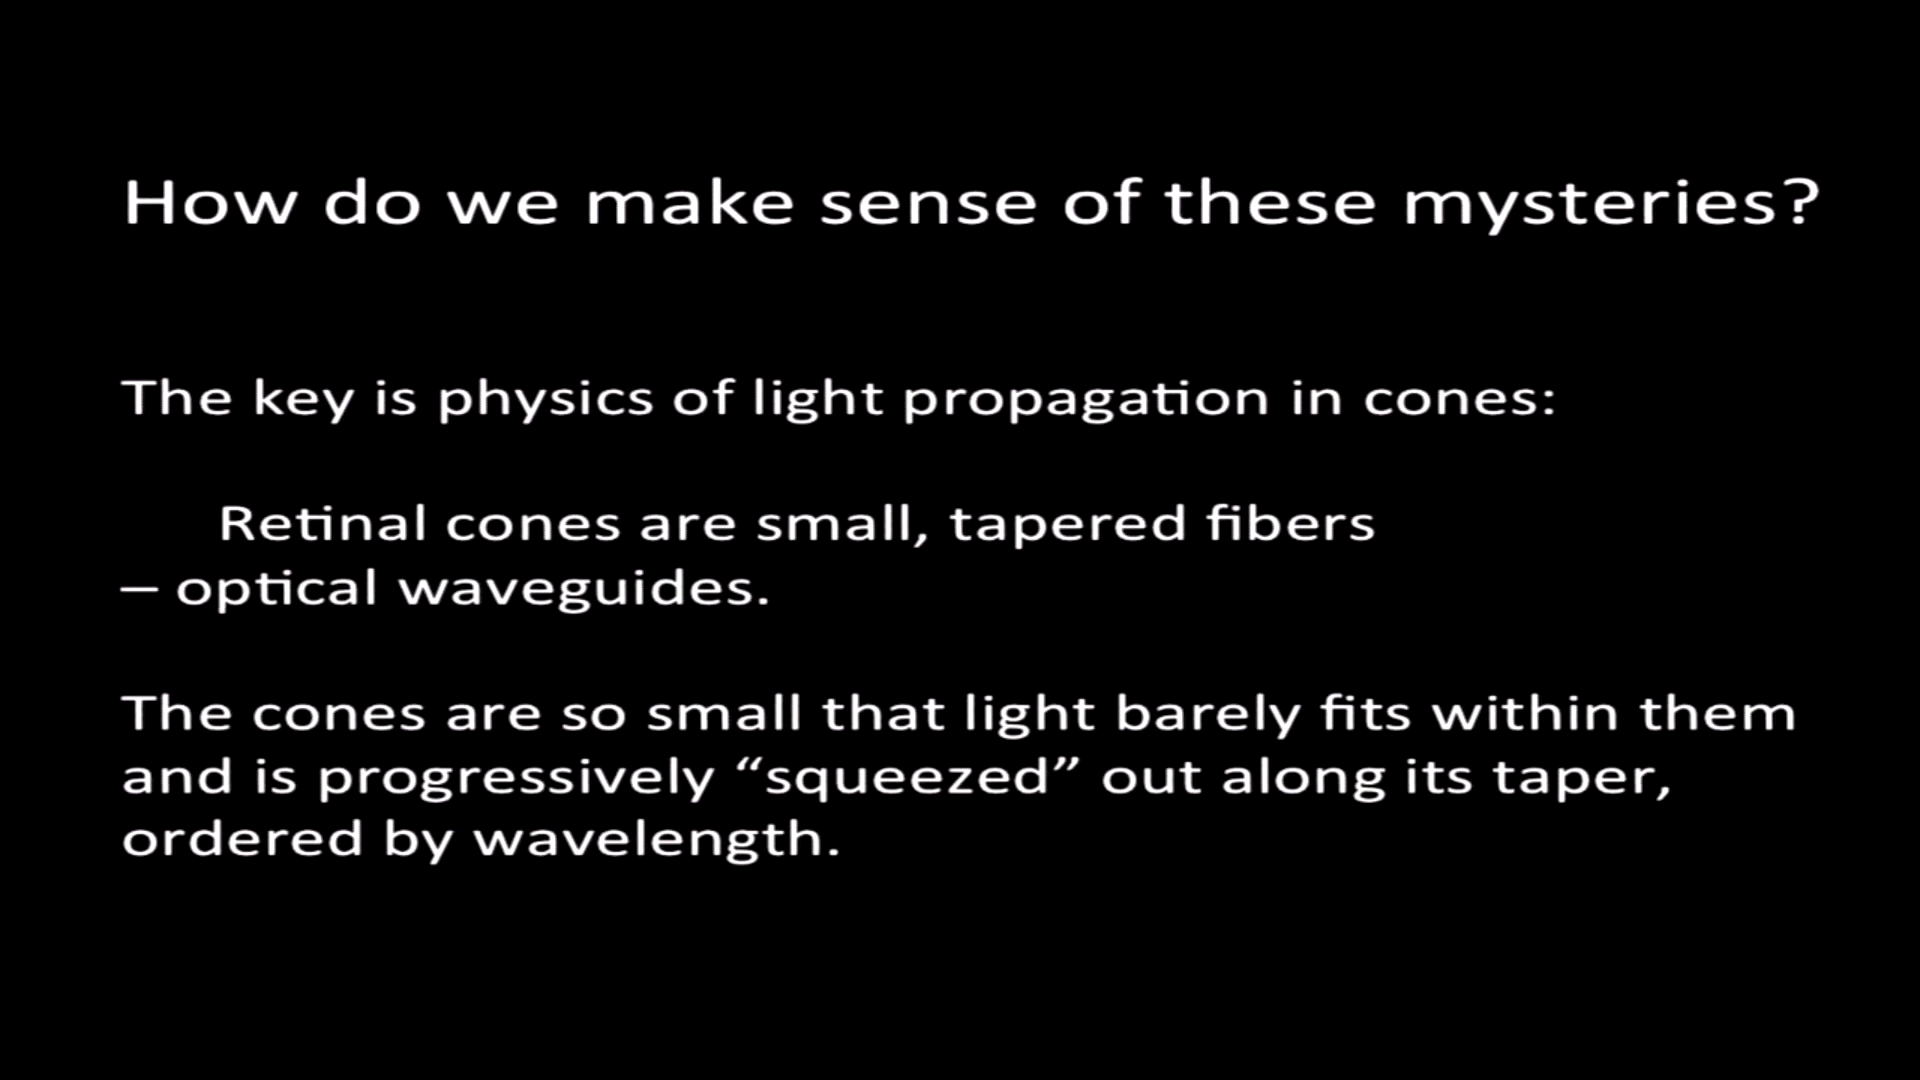 How do we make sense of these mysteries?
The key is physics of light propagation in cones:
Retinal cones are small, tapered fibers
– optical waveguides.
The cones are so small that light barely fits within them
and is progressively “squeezed” out along its taper,
ordered by wavelength.